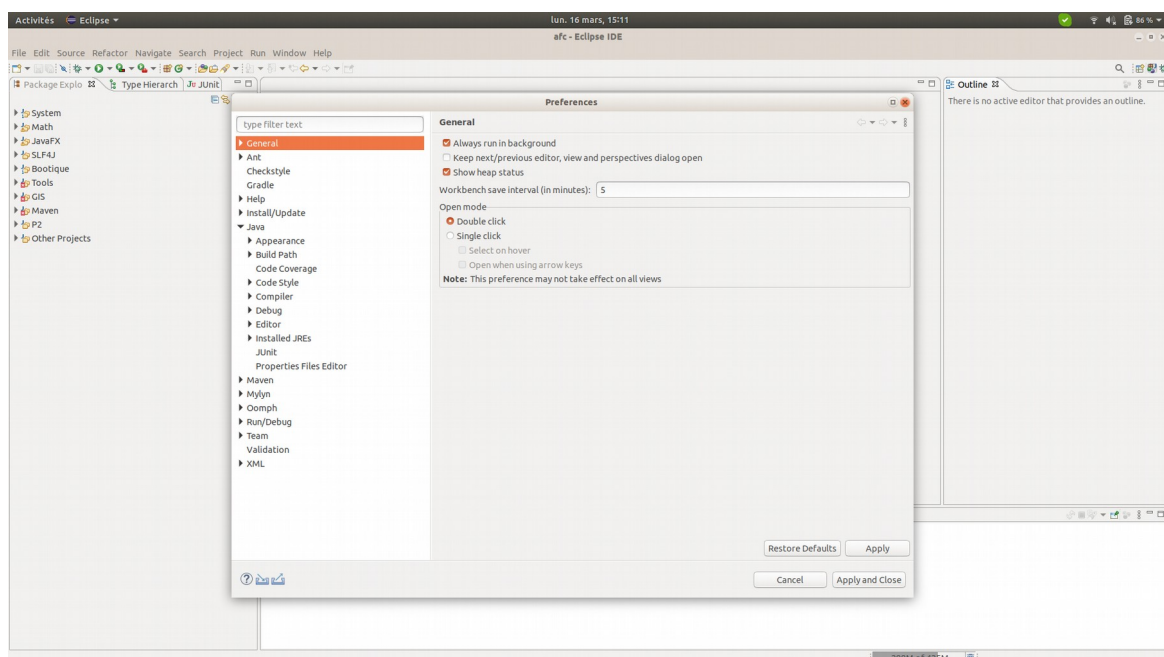 Activités Eclipse lun. 16 mars, 15:11 86 %
afc - Eclipse IDE
File Edit Source Refactor Navigate Search Project Run Window Help
Package Explo Type Hierarch JUnit
Outline
There is no active editor that provides an outline.
System
Math
JavaFX
SLF4J
Bootique
Tools
GIS
Maven
P2
Other Projects
Preferences
type filter text
General
Ant
Checkstyle
Gradle
Help
Install/Update
Java
Appearance
Build Path
Code Coverage
Code Style
Compiler
Debug
Editor
Installed JREs
JUnit
Properties Files Editor
Maven
Mylyn
Oomph
Run/Debug
Team
Validation
XML
General
Always run in background
Keep next/previous editor, view and perspectives dialog open
Show heap status
Workbench save interval (in minutes): 5
Open mode
Double click
Single click
Select on hover
Open when using arrow keys
Note: This preference may not take effect on all views
Restore Defaults Apply
Cancel Apply and Close